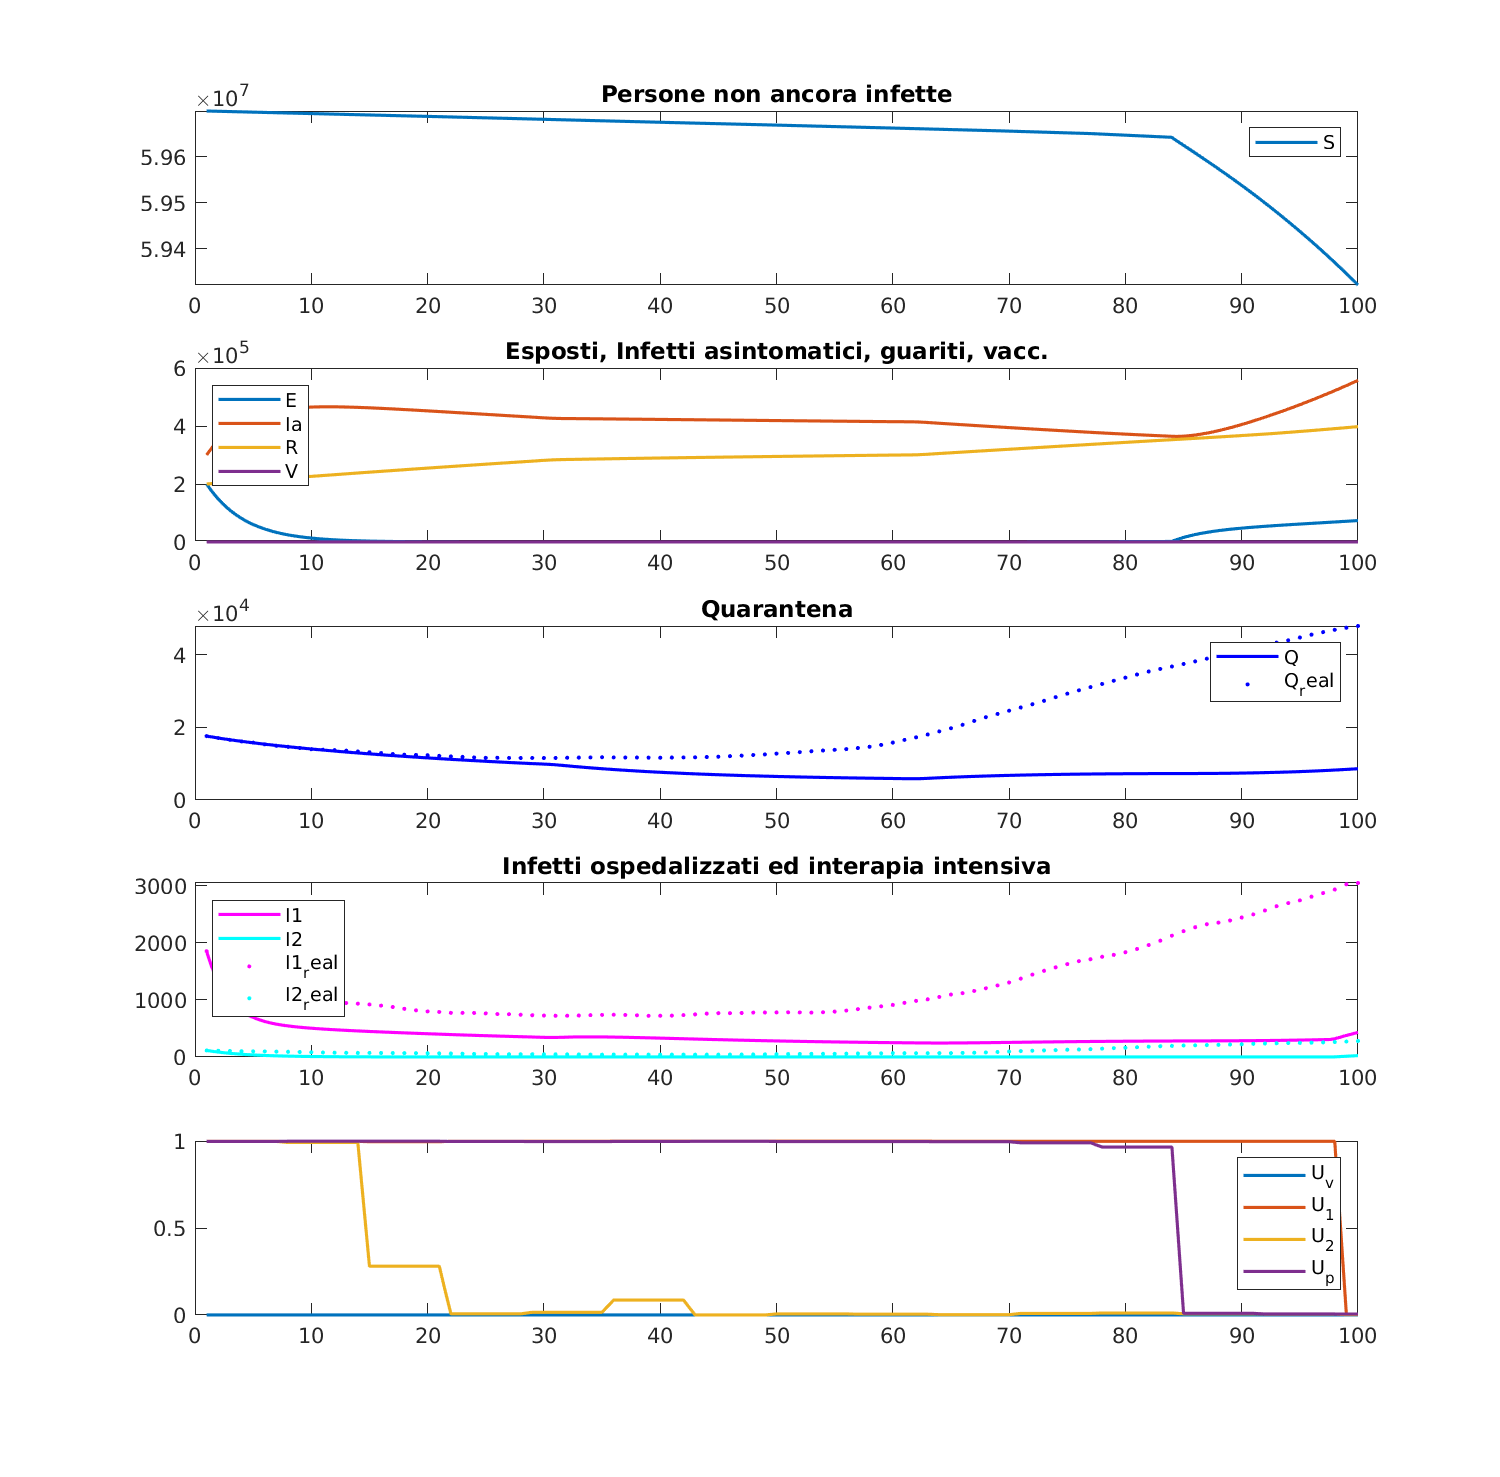 ×10^7
Persone non ancora infette
5.96
5.95
5.94
S
0 10 20 30 40 50 60 70 80 90 100
×10^5
Esposti, Infetti asintomatici, guariti, vacc.
6
4
2
0
E
Ia
R
V
0 10 20 30 40 50 60 70 80 90 100
×10^4
Quarantena
4
2
0
Q
Q_real
0 10 20 30 40 50 60 70 80 90 100
Infetti ospedalizzati ed interapia intensiva
3000
2000
1000
0
I1
I2
I1_real
I2_real
0 10 20 30 40 50 60 70 80 90 100
1
0.5
0
U_v
U_1
U_2
U_p
0 10 20 30 40 50 60 70 80 90 100